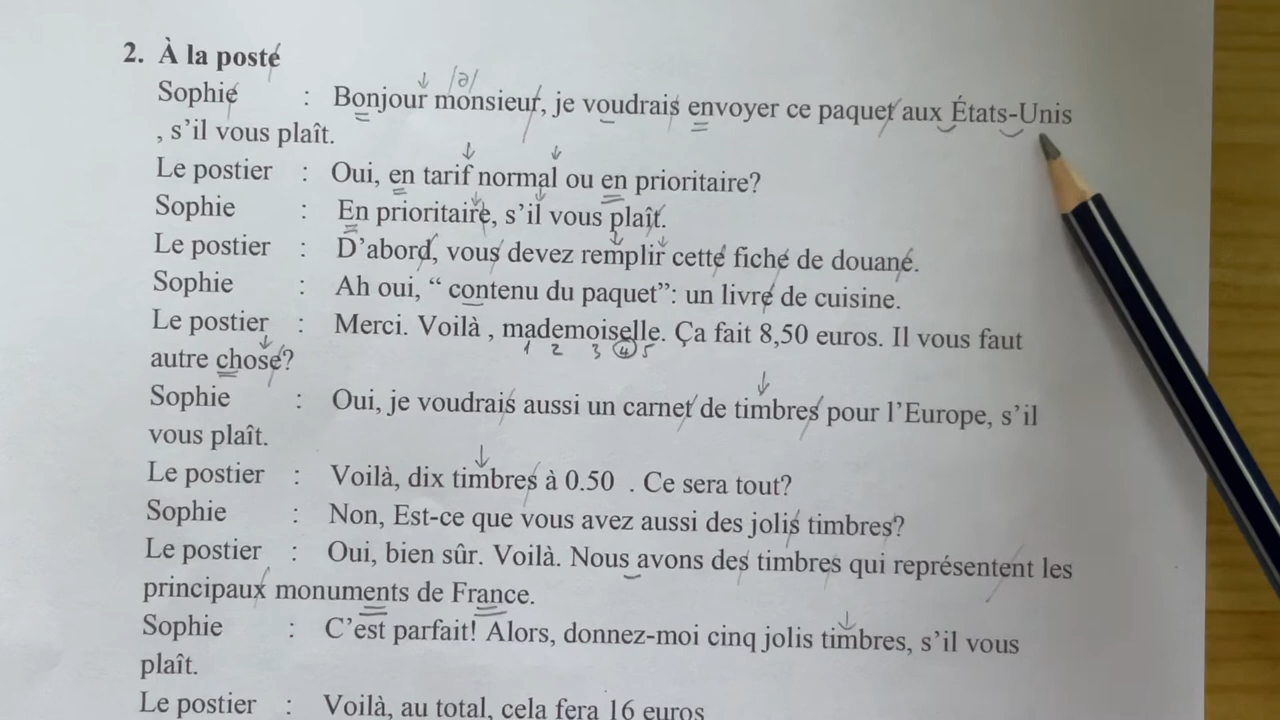 2. À la poste
/ə/
Sophie : Bonjour monsieur, je voudrais envoyer ce paquet aux États-Unis
, s'il vous plaît.
Le postier : Oui, en tarif normal ou en prioritaire?
Sophie : En prioritaire, s'il vous plaît.
Le postier : D'abord, vous devez remplir cette fiche de douane.
Sophie : Ah oui, “ contenu du paquet”: un livre de cuisine.
Le postier : Merci. Voilà , mademoiselle. Ça fait 8,50 euros. Il vous faut
1 2 3 4 5
autre chose?
Sophie : Oui, je voudrais aussi un carnet de timbres pour l'Europe, s'il
vous plaît.
Le postier : Voilà, dix timbres à 0.50 . Ce sera tout?
Sophie : Non, Est-ce que vous avez aussi des jolis timbres?
Le postier : Oui, bien sûr. Voilà. Nous avons des timbres qui représentent les
principaux monuments de France.
Sophie : C'est parfait! Alors, donnez-moi cinq jolis timbres, s'il vous
plaît.
Le postier : Voilà, au total, cela fera 16 euros